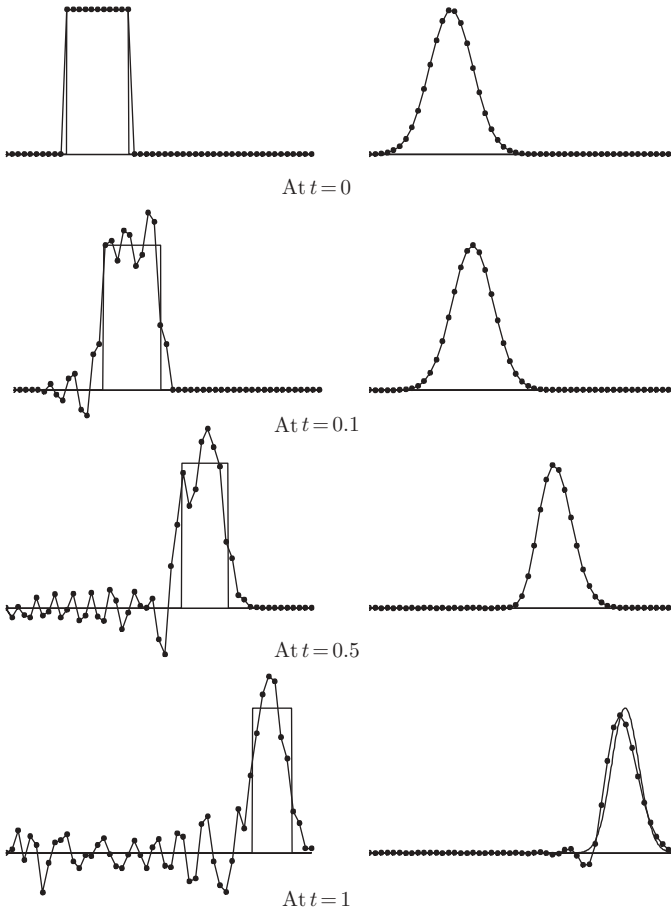 At t = 0
At t = 0.1
At t = 0.5
At t = 1